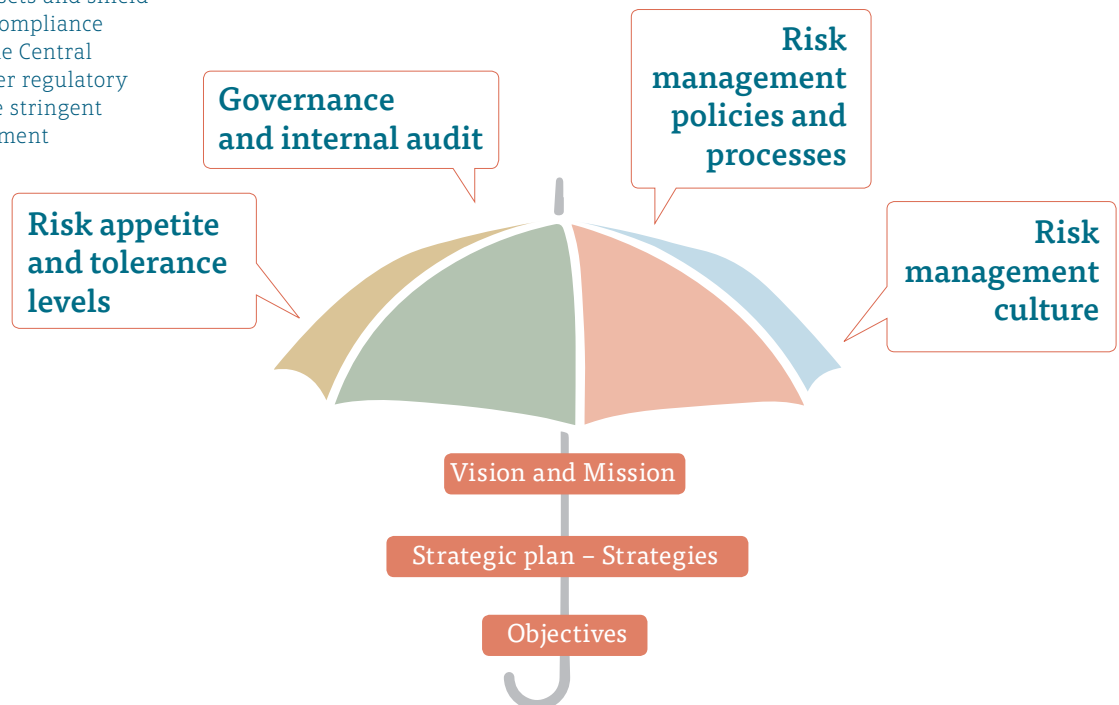 ompliance
e Central
er regulatory
e stringent
ment
Governance
and internal audit
Risk
management
policies and
processes
Risk appetite
and tolerance
levels
Risk
management
culture
Vision and Mission
Strategic plan – Strategies
Objectives